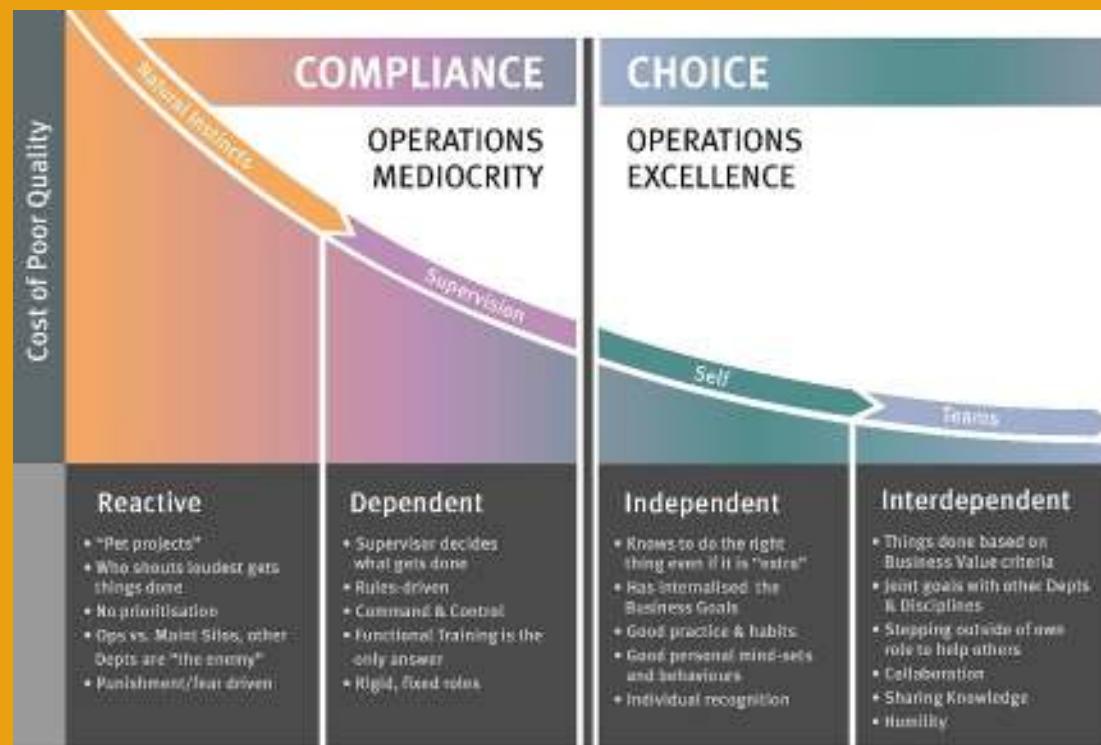 COMPLIANCE
CHOICE
OPERATIONS
MEDIOCRITY
OPERATIONS
EXCELLENCE
Cost of Poor Quality
Natural Instincts
Supervision
Self
Teams
Reactive
• "Pet projects"
• Who shouts loudest gets
things done
• No prioritisation
• Ops vs. Maint Silos, other
Depts are "the enemy"
• Punishment/fear driven
Dependent
• Supervisor decides
what gets done
• Rules-driven
• Command & Control
• Functional Training is the
only answer
• Rigid, fixed roles
Independent
• Knows to do the right
thing even if it is "extra"
• Has internalised the
Business Goals
• Good practice & habits
• Good personal mind-sets
and behaviours
• Individual recognition
Interdependent
• Things done based on
Business Value criteria
• Joint goals with other Depts
& Disciplines
• Stepping outside of own
role to help others
• Collaboration
• Sharing Knowledge
• Humility